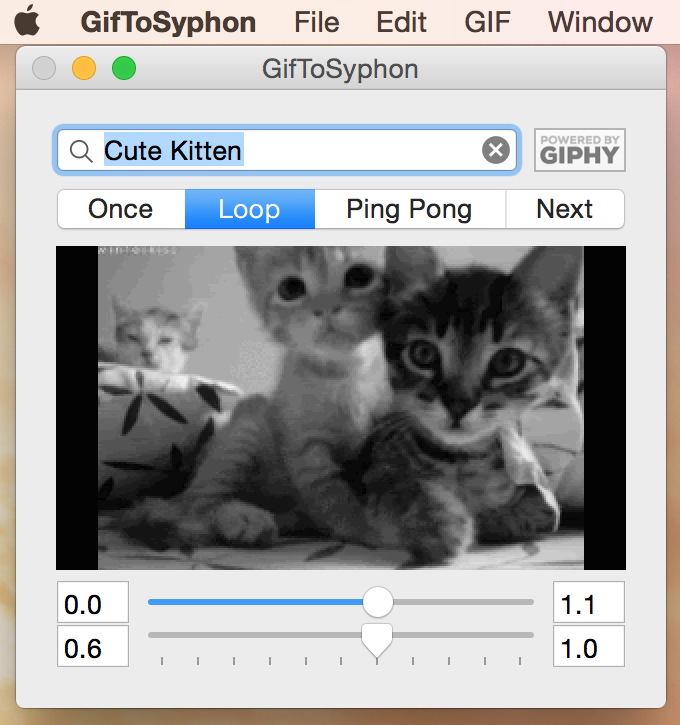 GifToSyphon File Edit GIF Window
GifToSyphon
Cute Kitten
POWERED BY
GIPHY
Once Loop Ping Pong Next
0.0 1.1
0.6 1.0